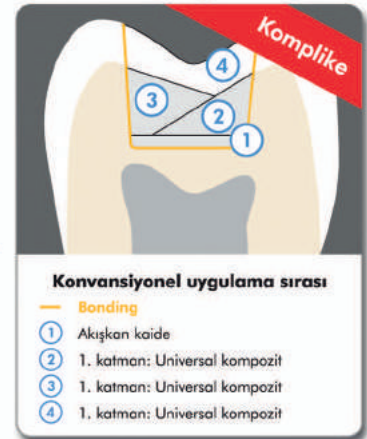 Komplike
4
3
2
1
Konvansiyonel uygulama sırası
Bonding
1 Akışkan kaide
2 1. katman: Universal kompozit
3 1. katman: Universal kompozit
4 1. katman: Universal kompozit